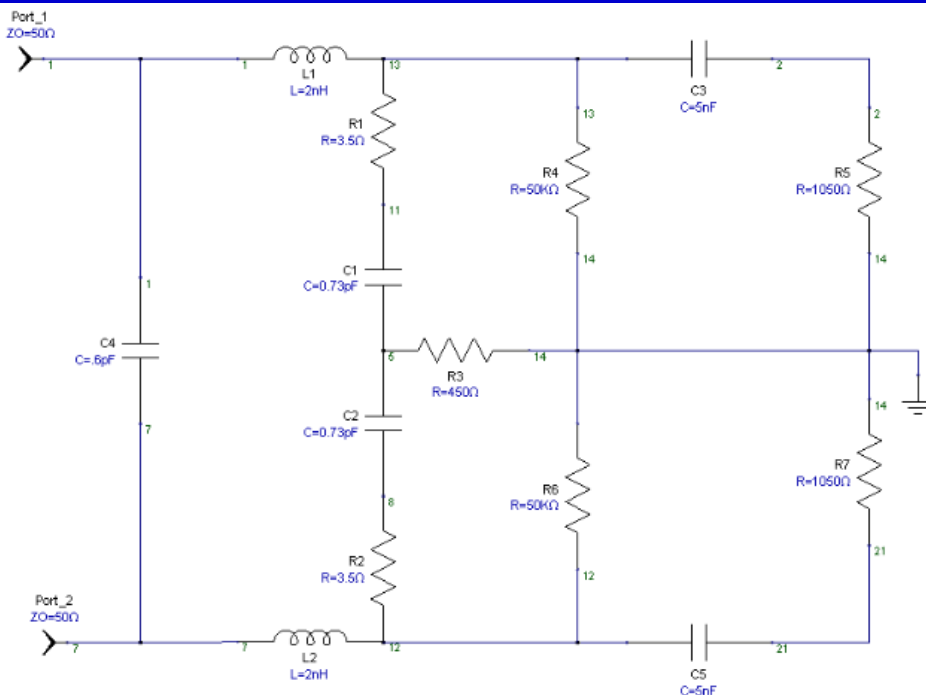 Port_1
ZO=50Ω
1
1
L1
L=2nH
13
C3
C=5nF
2
R1
R=3.5Ω
13
2
R4
R=50KΩ
R5
R=1050Ω
11
14
14
C1
C=0.73pF
1
C4
C=.6pF
6
R3
R=450Ω
14
14
C2
C=0.73pF
7
R7
R=1050Ω
R6
R=50KΩ
8
21
R2
R=3.5Ω
12
Port_2
ZO=50Ω
7
7
L2
L=2nH
12
C5
C=5nF
21